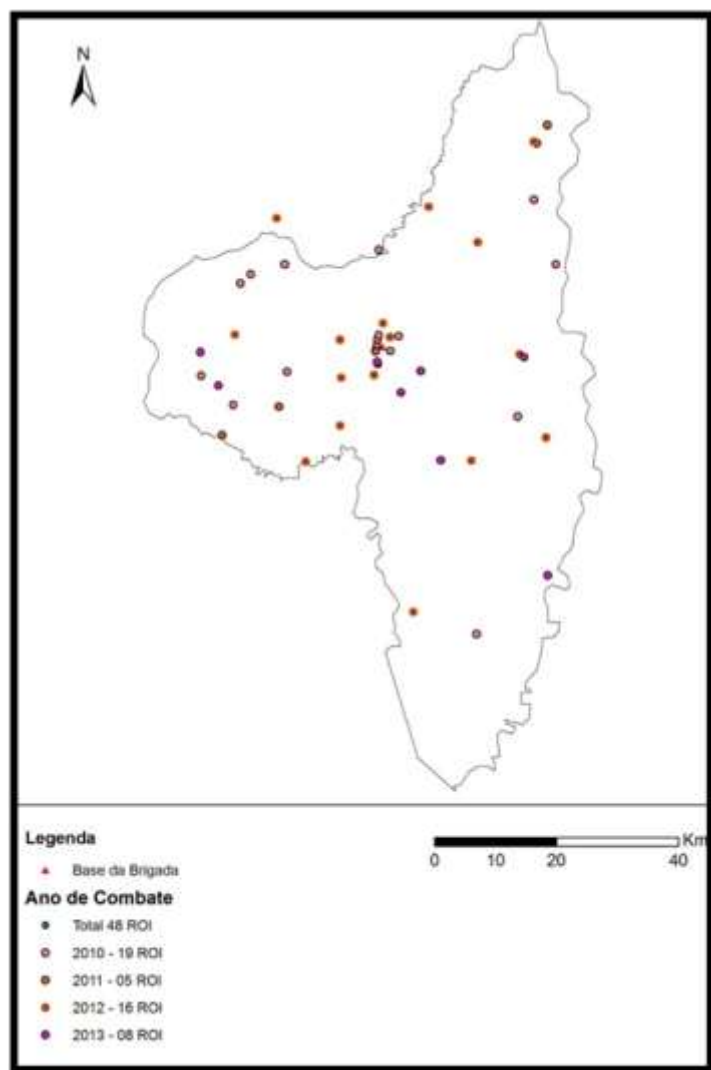 N
Legenda
Base da Brigada
Ano de Combate
Total 48 ROI
2010 - 19 ROI
2011 - 05 ROI
2012 - 16 ROI
2013 - 08 ROI
Km
0 10 20 40